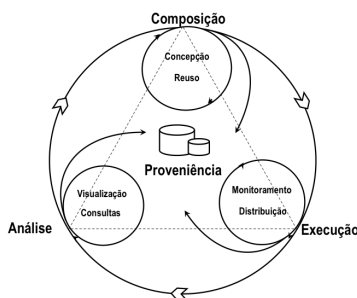 Composição
Concepção
Reuso
Proveniência
Visualização
Consultas
Monitoramento
Distribuição
Análise
Execução